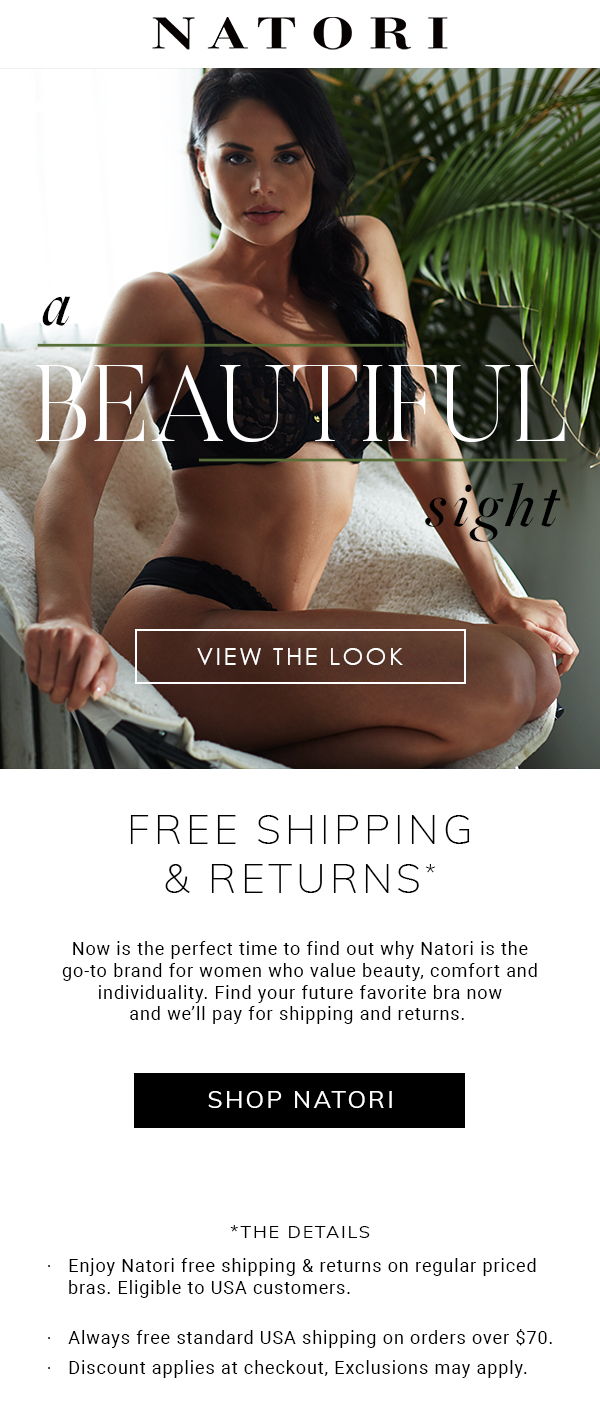 NATORI
a
BEAUTIFUL
sight
VIEW THE LOOK
FREE SHIPPING
& RETURNS*
Now is the perfect time to find out why Natori is the
go-to brand for women who value beauty, comfort and
individuality. Find your future favorite bra now
and we’ll pay for shipping and returns.
SHOP NATORI
*THE DETAILS
· Enjoy Natori free shipping & returns on regular priced
bras. Eligible to USA customers.
· Always free standard USA shipping on orders over $70.
· Discount applies at checkout, Exclusions may apply.